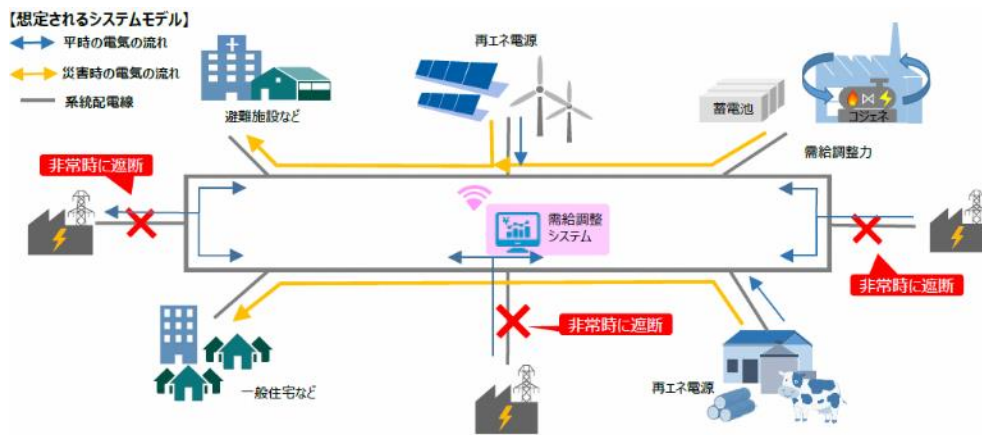 【想定されるシステムモデル】
平時の電気の流れ
災害時の電気の流れ
系統配電線
避難施設など
再エネ電源
蓄電池
コジェネ
需給調整力
非常時に遮断
需給調整
システム
非常時に遮断
非常時に遮断
一般住宅など
再エネ電源